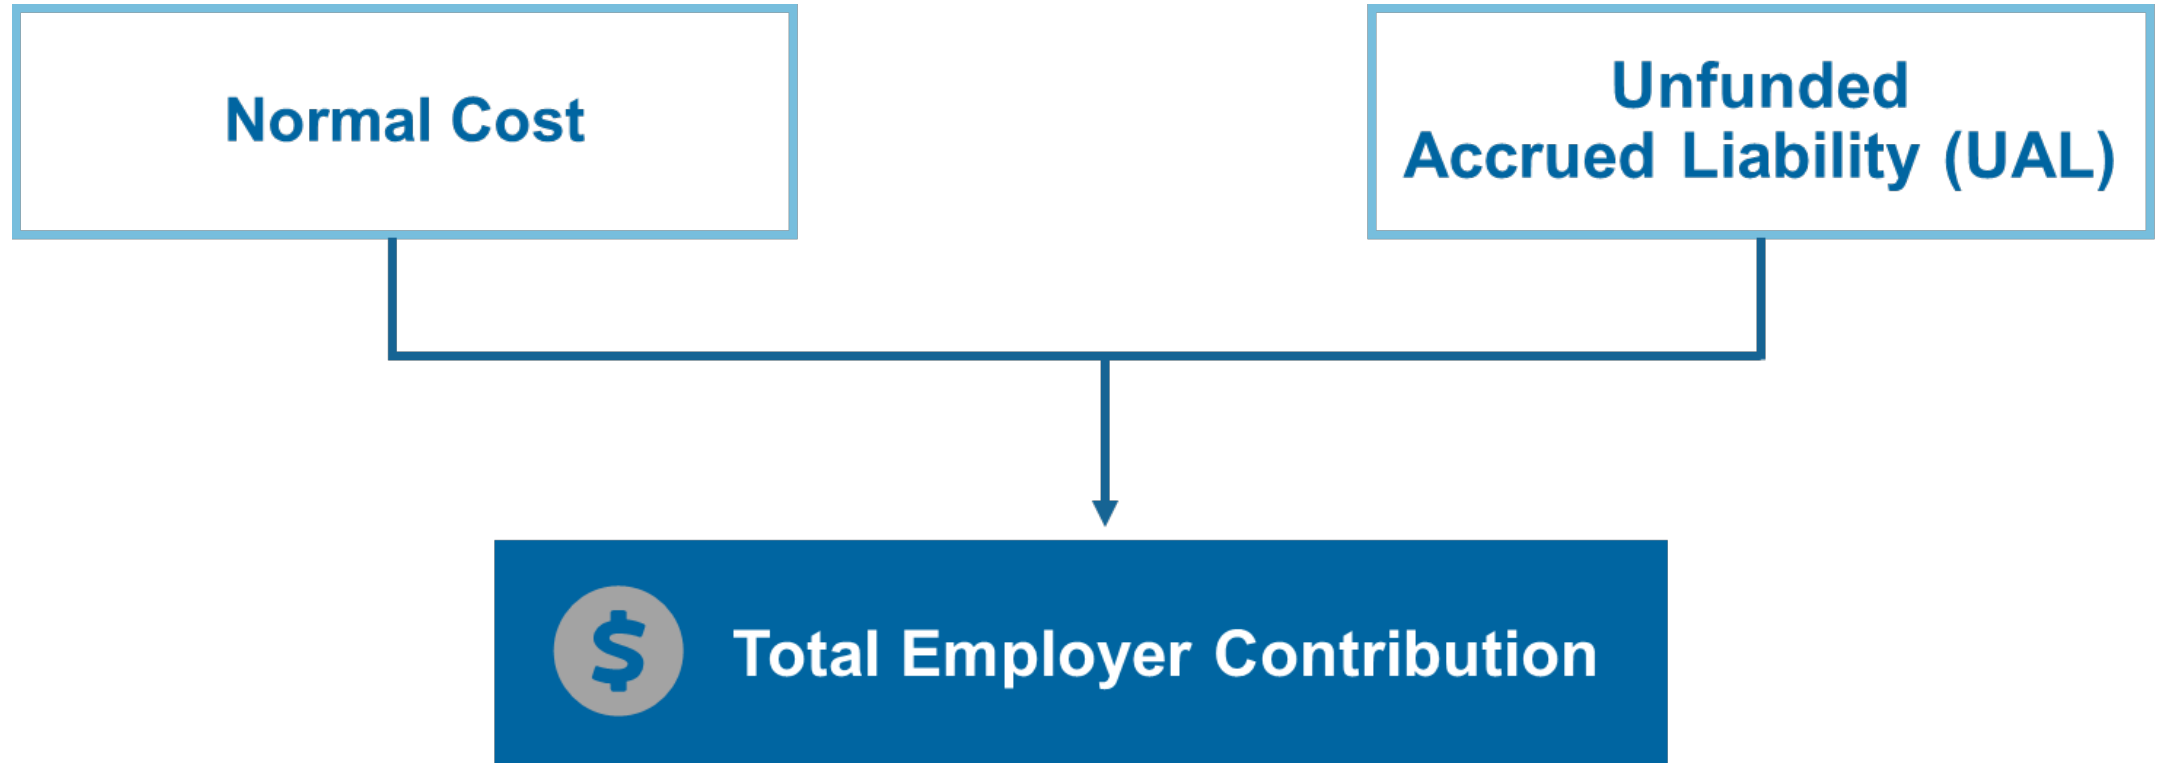 Normal Cost
Unfunded
Accrued Liability (UAL)
$
Total Employer Contribution